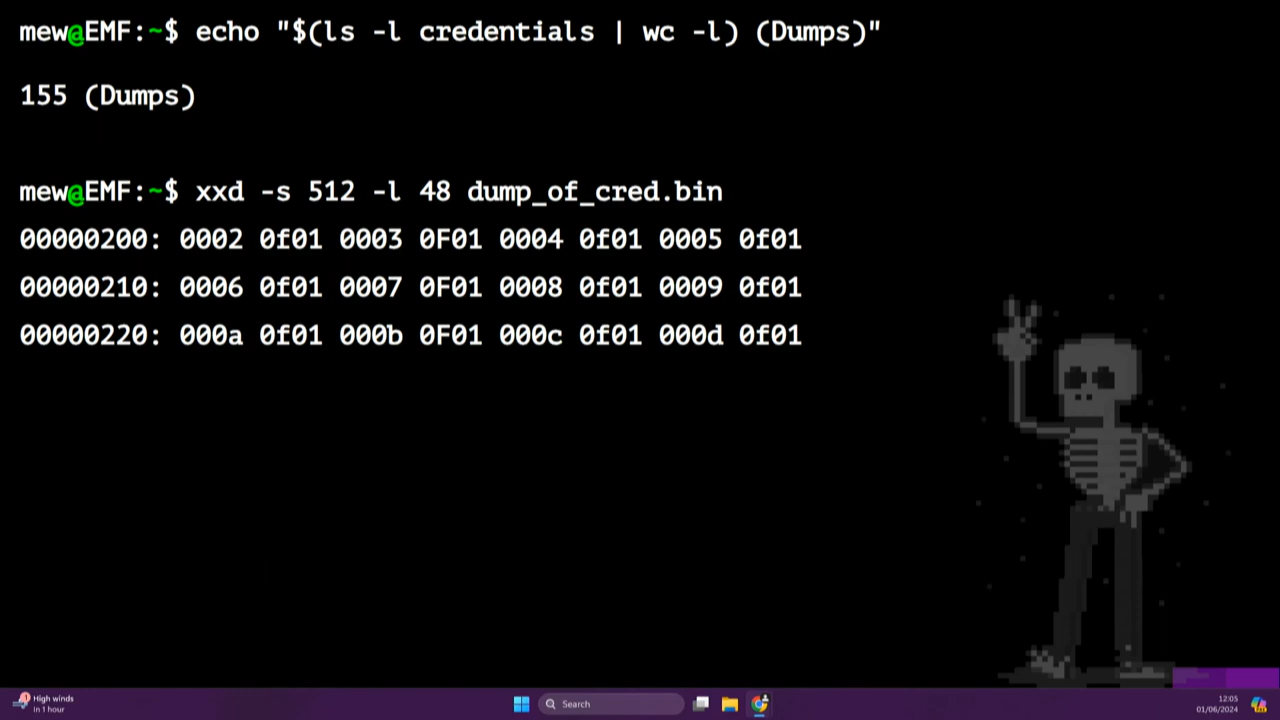 mew@EMF:~$ echo "$(ls -l credentials | wc -l) (Dumps)"
155 (Dumps)
mew@EMF:~$ xxd -s 512 -l 48 dump_of_cred.bin
00000200: 0002 0f01 0003 0F01 0004 0f01 0005 0f01
00000210: 0006 0f01 0007 0F01 0008 0f01 0009 0f01
00000220: 000a 0f01 000b 0F01 000c 0f01 000d 0f01
High winds
In 1 hour
Search
12:05
01/06/2024